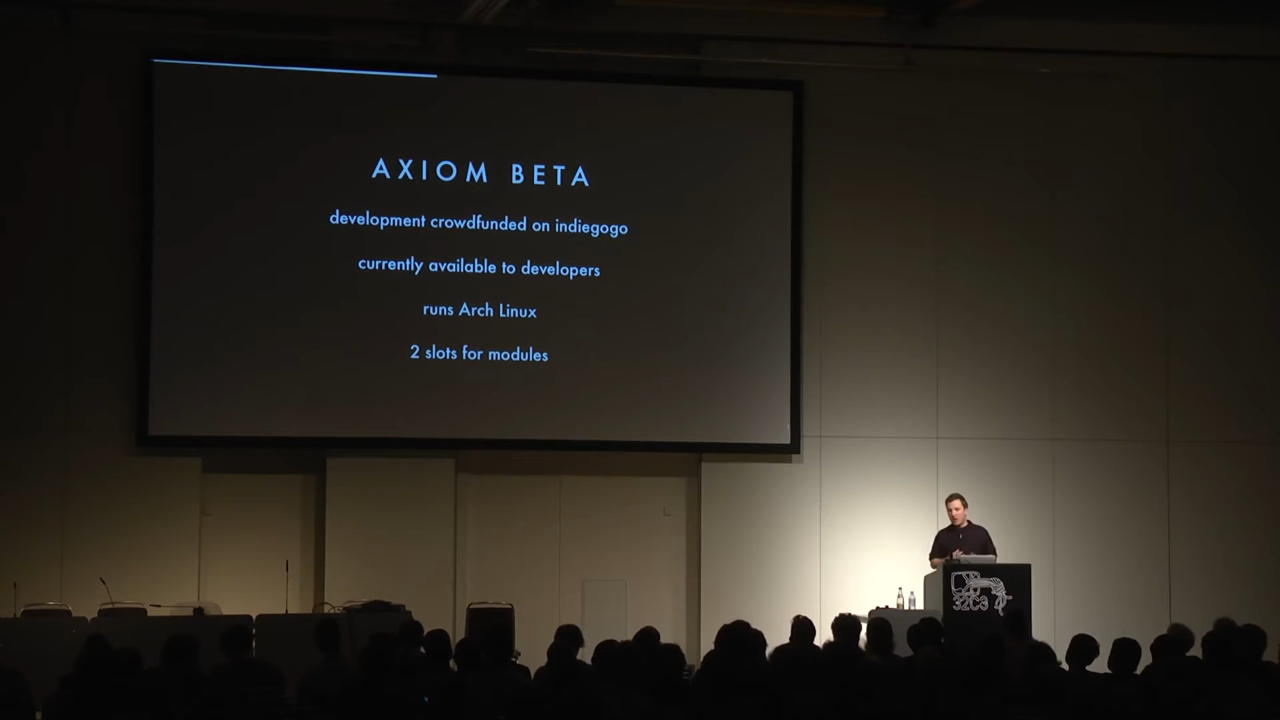 AXIOM BETA
development crowdfunded on indiegogo
currently available to developers
runs Arch Linux
2 slots for modules
32C3